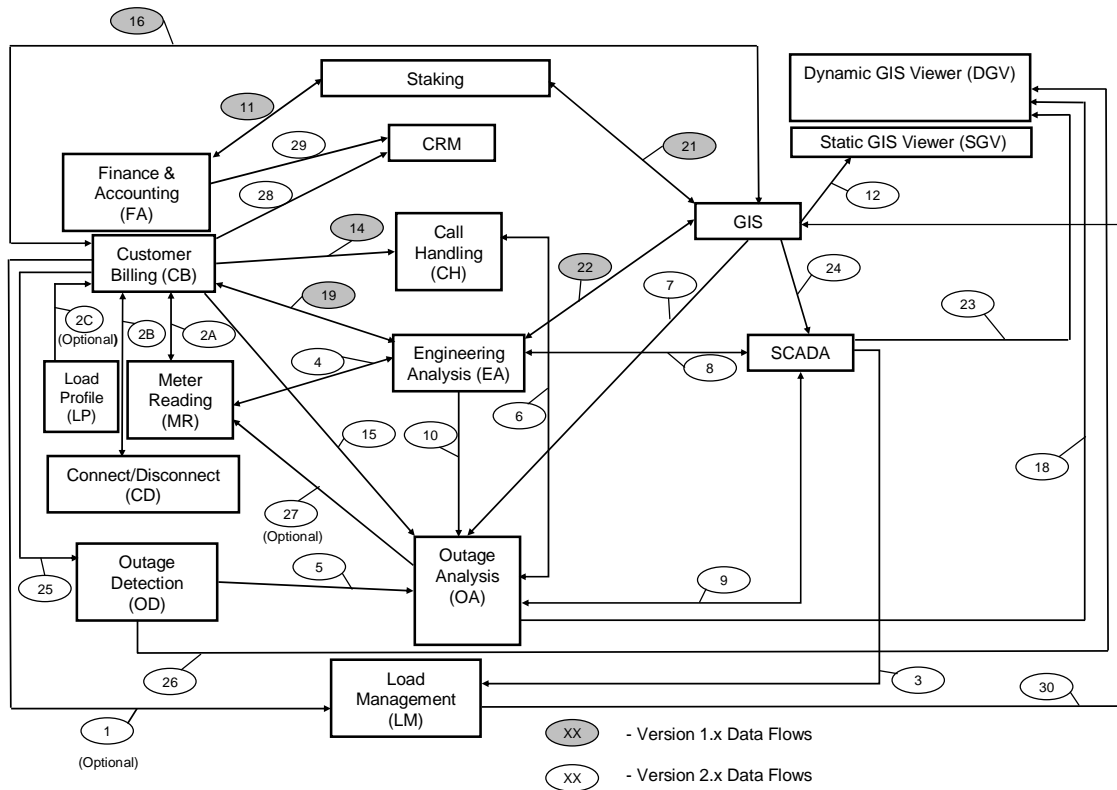 16
Staking
Dynamic GIS Viewer (DGV)
11
CRM
29
21
Static GIS Viewer (SGV)
Finance &
Accounting
(FA)
28
12
GIS
14
Call
Handling
(CH)
Customer
Billing (CB)
22
7
24
19
23
2C
(Optional)
2B
2A
Engineering
Analysis (EA)
SCADA
4
8
Load
Profile
(LP)
Meter
Reading
(MR)
6
15
10
18
Connect/Disconnect
(CD)
27
(Optional)
Outage
Analysis
(OA)
Outage
Detection
(OD)
5
9
25
26
Load
Management
(LM)
3
30
1
(Optional)
XX
- Version 1.x Data Flows
XX
- Version 2.x Data Flows